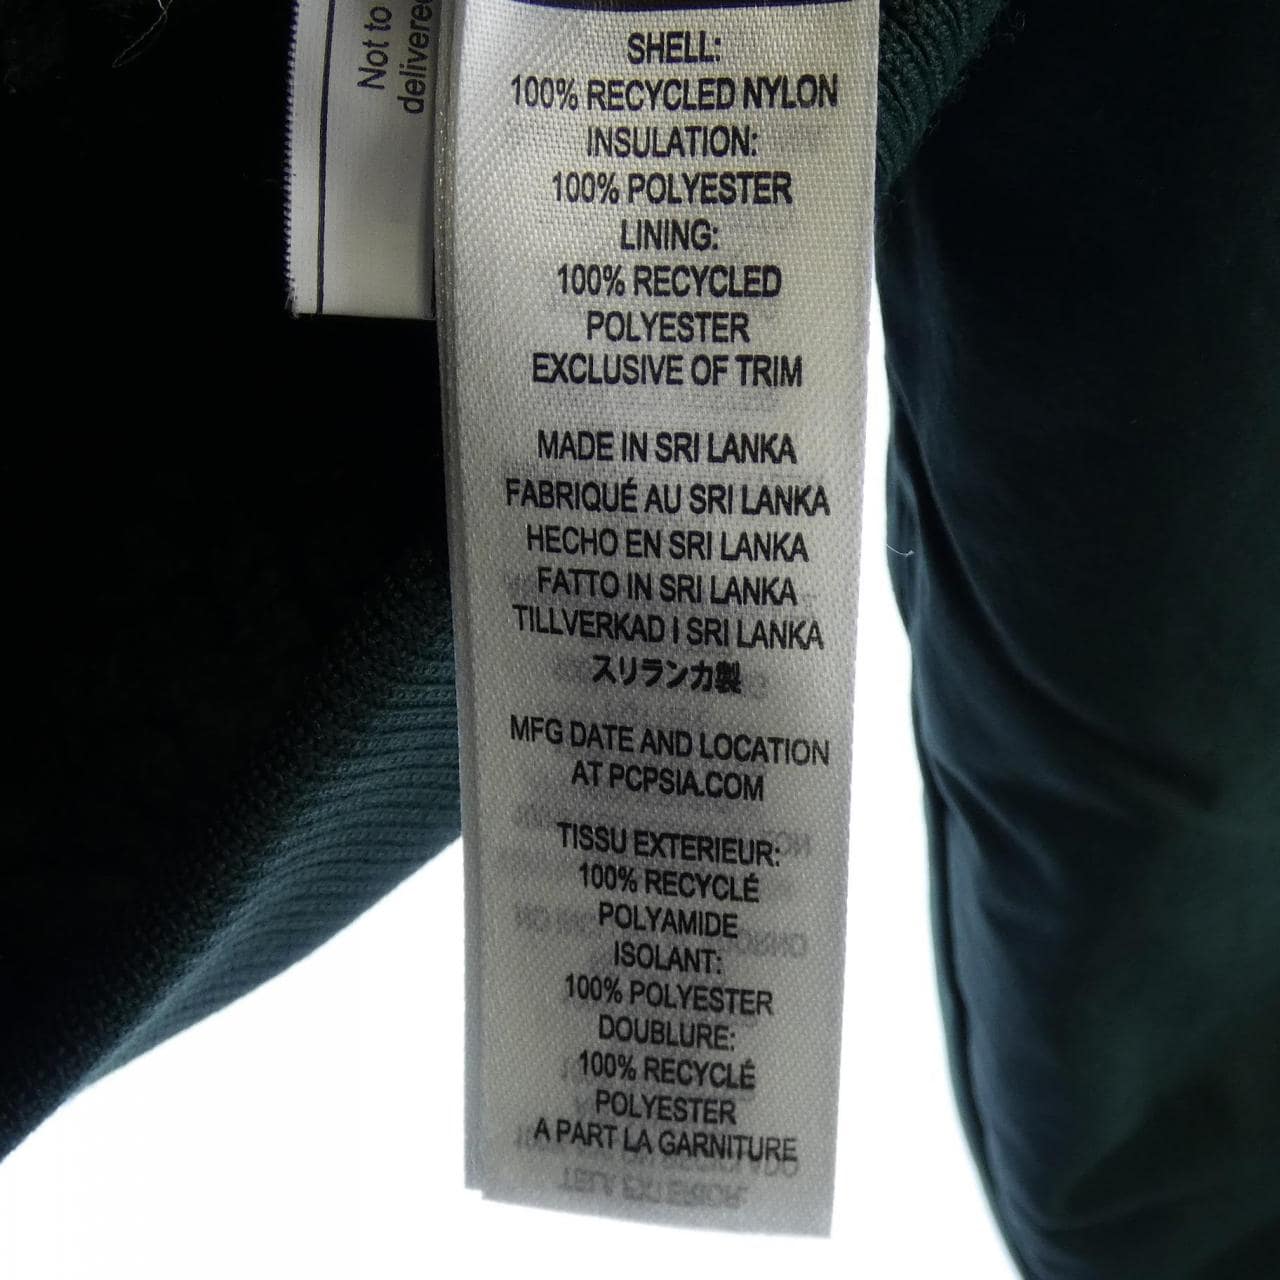 Not to
delivered
SHELL:
100% RECYCLED NYLON
INSULATION:
100% POLYESTER
LINING:
100% RECYCLED
POLYESTER
EXCLUSIVE OF TRIM
MADE IN SRI LANKA
FABRIQUÉ AU SRI LANKA
HECHO EN SRI LANKA
FATTO IN SRI LANKA
TILLVERKAD I SRI LANKA
スリランカ製
MFG DATE AND LOCATION
AT PCPSIA.COM
TISSU EXTERIEUR:
100% RECYCLÉ
POLYAMIDE
ISOLANT:
100% POLYESTER
DOUBLURE:
100% RECYCLÉ
POLYESTER
A PART LA GARNITURE